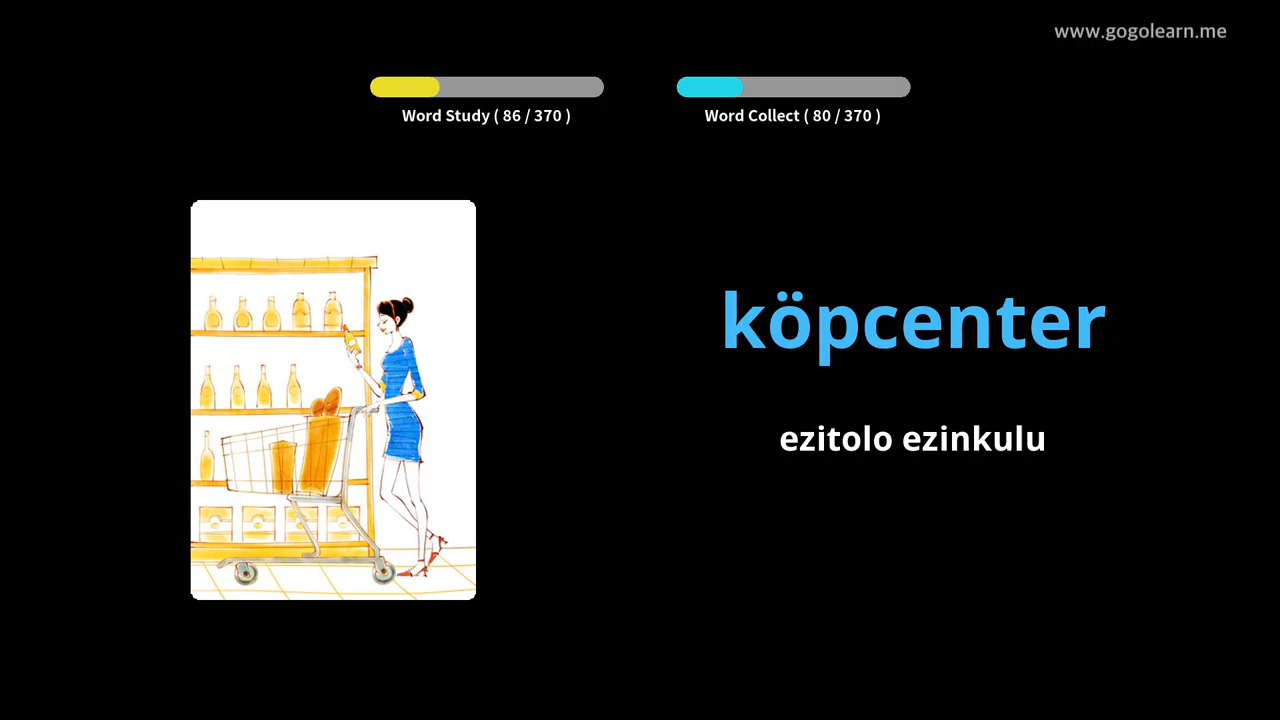 www.gogolearn.me
Word Study ( 86 / 370 )
Word Collect ( 80 / 370 )
köpcenter
ezitolo ezinkulu